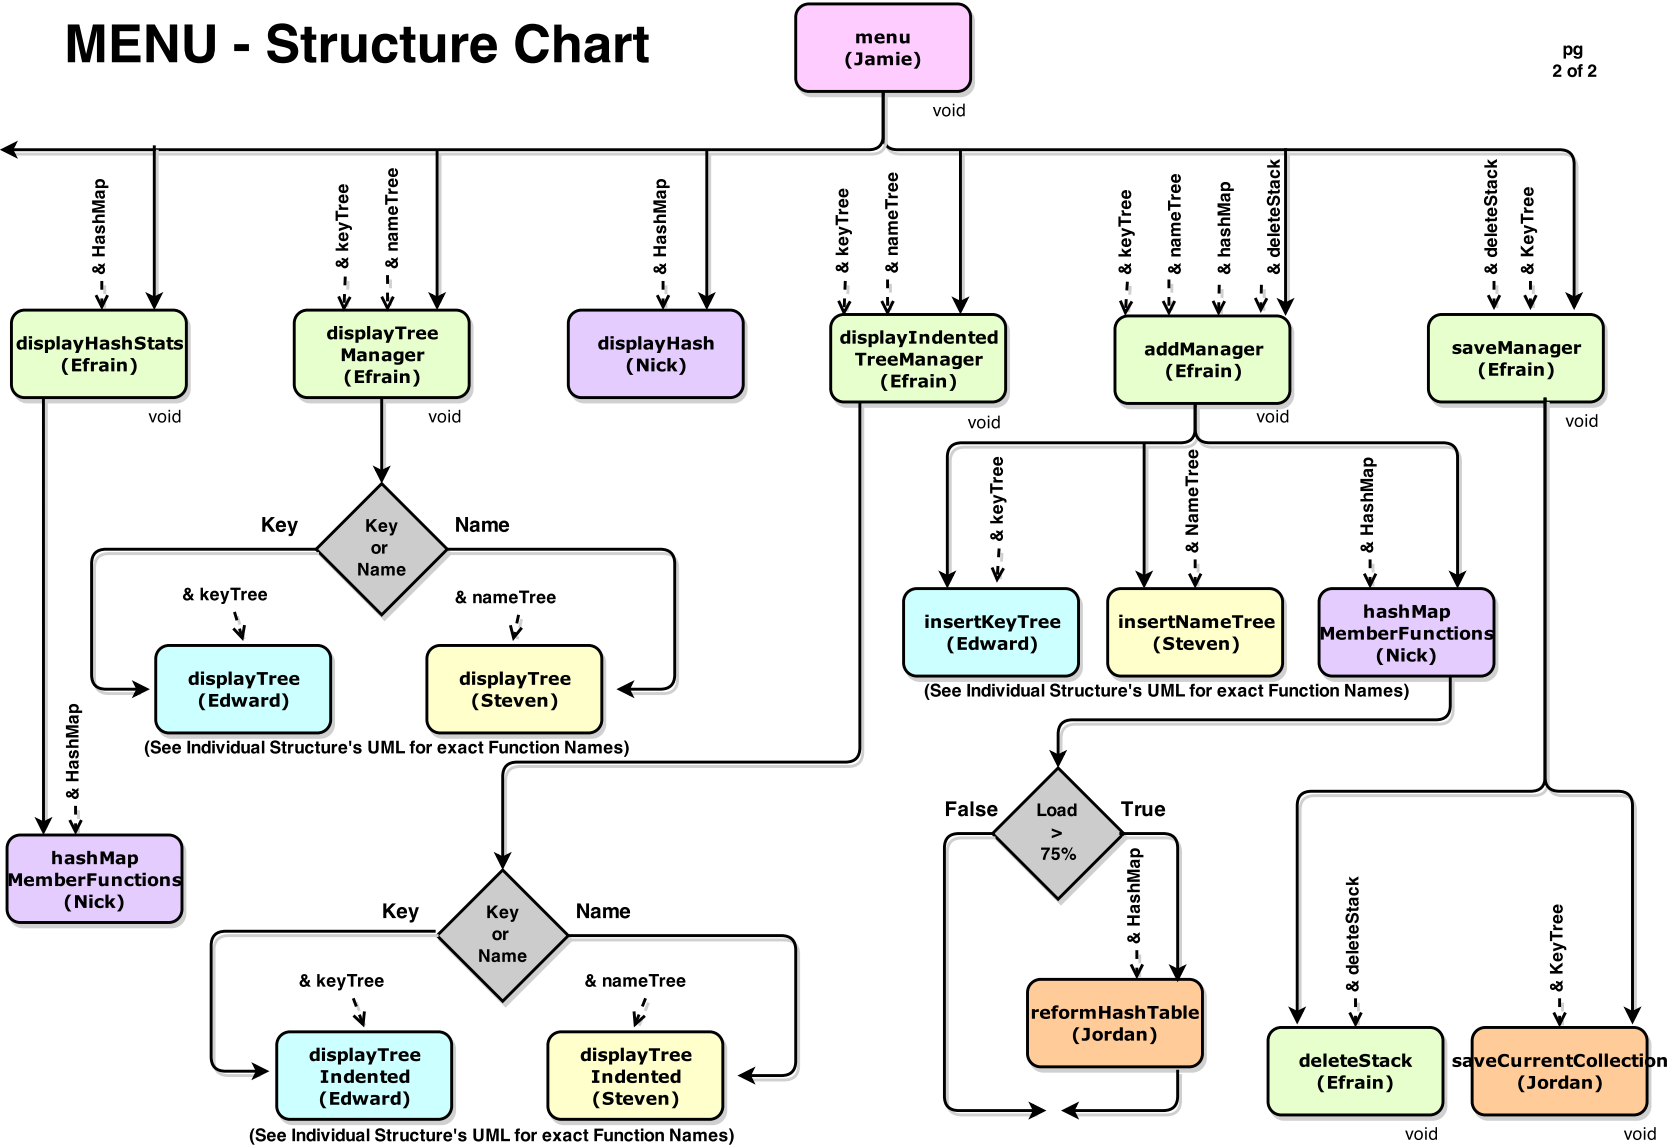 MENU - Structure Chart
menu
(Jamie)
pg
2 of 2
void
& HashMap
& keyTree
& nameTree
& HashMap
& keyTree
& nameTree
& keyTree
& nameTree
& hashMap
& deleteStack
& deleteStack
& KeyTree
displayHashStats
(Efrain)
void
displayTree
Manager
(Efrain)
void
displayHash
(Nick)
displayIndented
TreeManager
(Efrain)
void
addManager
(Efrain)
void
saveManager
(Efrain)
void
Key
Key
or
Name
Name
& keyTree
& nameTree
displayTree
(Edward)
displayTree
(Steven)
(See Individual Structure's UML for exact Function Names)
& keyTree
& NameTree
& HashMap
insertKeyTree
(Edward)
insertNameTree
(Steven)
hashMap
MemberFunctions
(Nick)
(See Individual Structure's UML for exact Function Names)
& HashMap
hashMap
MemberFunctions
(Nick)
Key
Key
or
Name
Name
& keyTree
& nameTree
displayTree
Indented
(Edward)
displayTree
Indented
(Steven)
(See Individual Structure's UML for exact Function Names)
False
Load
>
75%
True
& HashMap
reformHashTable
(Jordan)
& deleteStack
& KeyTree
deleteStack
(Efrain)
void
saveCurrentCollection
(Jordan)
void